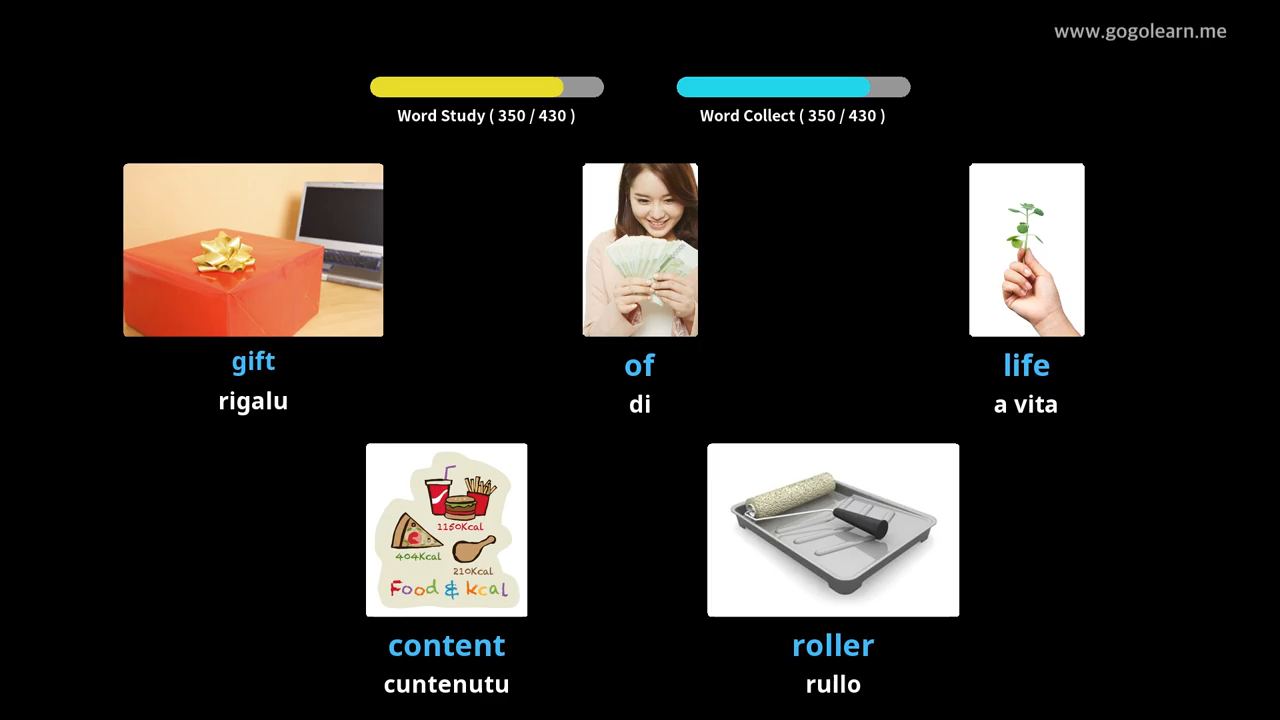 www.gogolearn.me
Word Study ( 350 / 430 )
Word Collect ( 350 / 430 )
gift
rigalu
of
di
life
a vita
1150Kcal
404Kcal
210Kcal
Food & kcal
content
cuntenutu
roller
rullo